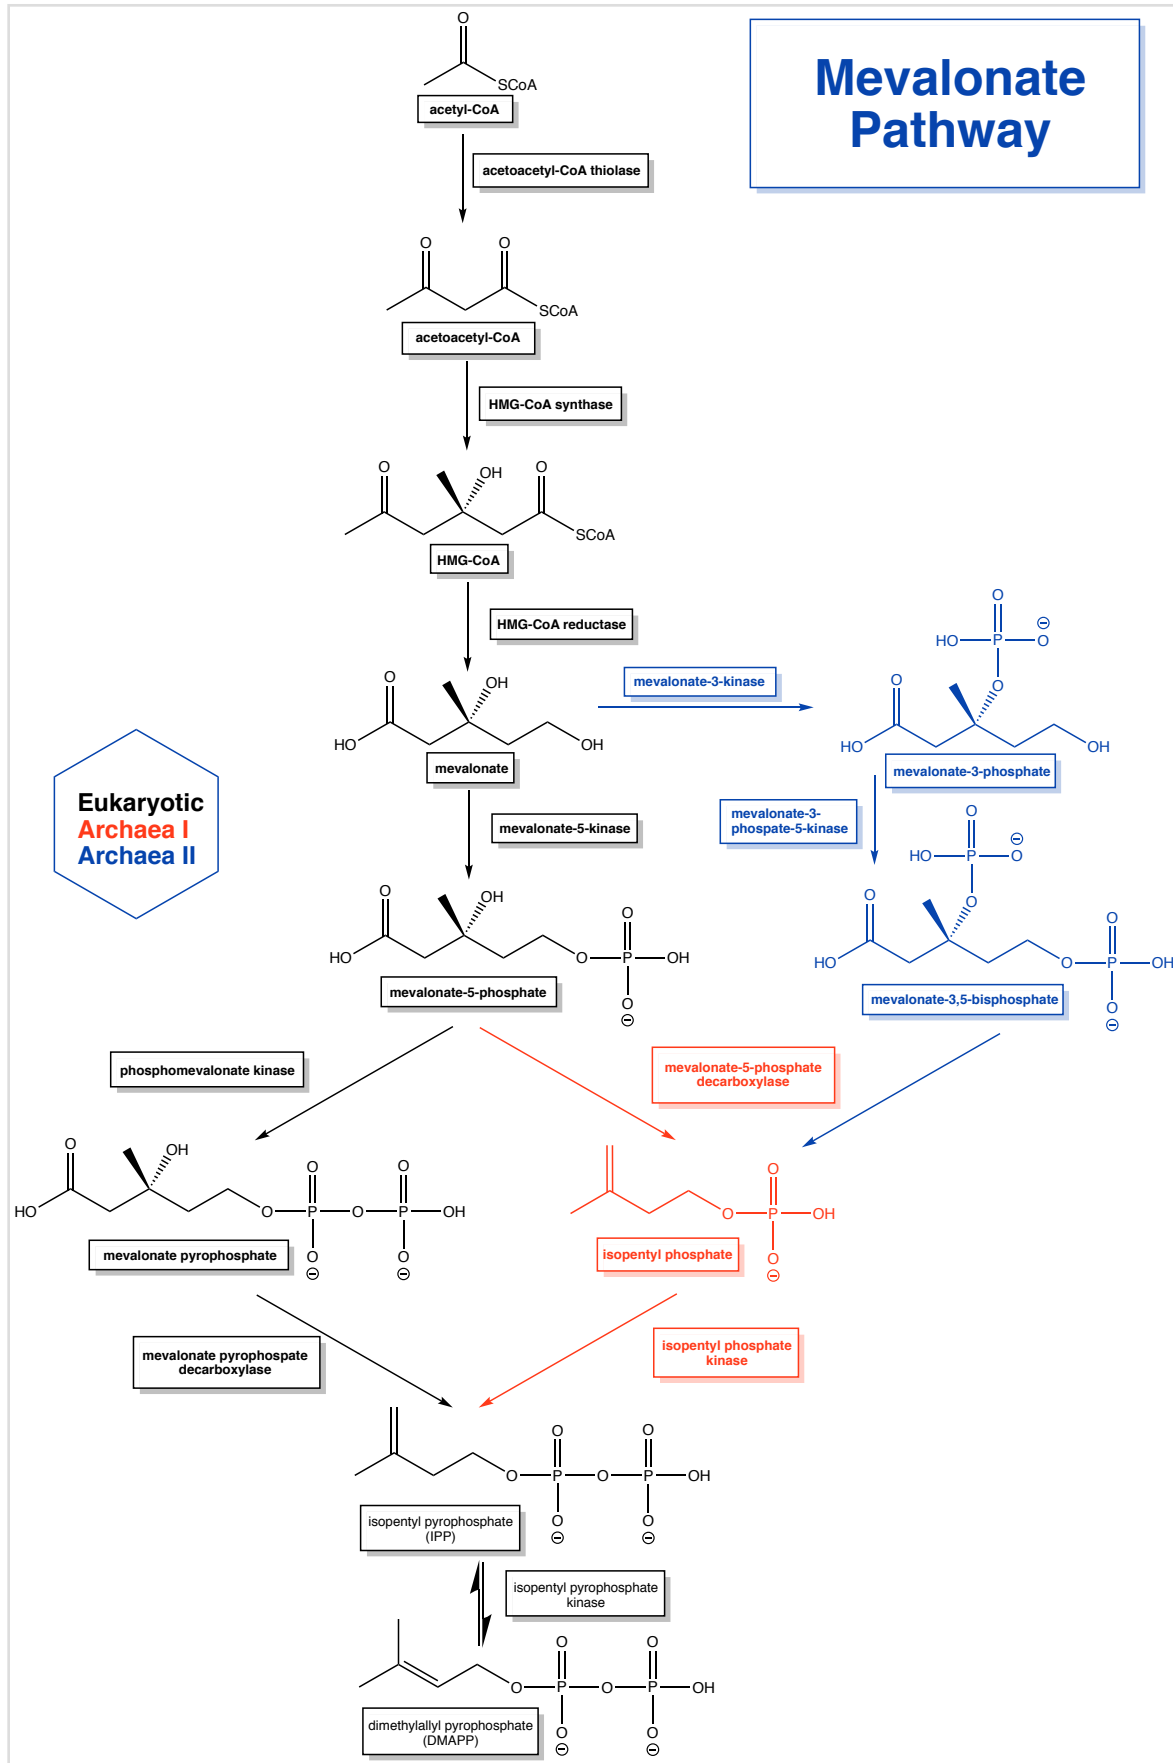 Mevalonate
Pathway
O
SCoA
acetyl-CoA
acetoacetyl-CoA thiolase
O O
SCoA
acetoacetyl-CoA
HMG-CoA synthase
O OH O
SCoA
HMG-CoA
HMG-CoA reductase
O OH
HO OH
mevalonate
mevalonate-3-kinase
O
HO P O ⊖
O
O
HO OH
mevalonate-3-phosphate
Eukaryotic
Archaea I
Archaea II
mevalonate-5-kinase
mevalonate-3-
phospate-5-kinase
O OH O
HO O P OH
O
⊖
mevalonate-5-phosphate
O
HO P O ⊖
O
O O
HO O P OH
O
⊖
mevalonate-3,5-bisphosphate
phosphomevalonate kinase
mevalonate-5-phosphate
decarboxylase
O OH O O
HO O P O P OH
O O
⊖ ⊖
mevalonate pyrophosphate
O
O P OH
O
⊖
isopentyl phosphate
mevalonate pyrophospate
decarboxylase
isopentyl phosphate
kinase
O O
O P O P OH
O O
⊖ ⊖
isopentyl pyrophosphate
(IPP)
isopentyl pyrophosphate
kinase
O O
O P O P OH
O O
⊖ ⊖
dimethylallyl pyrophosphate
(DMAPP)